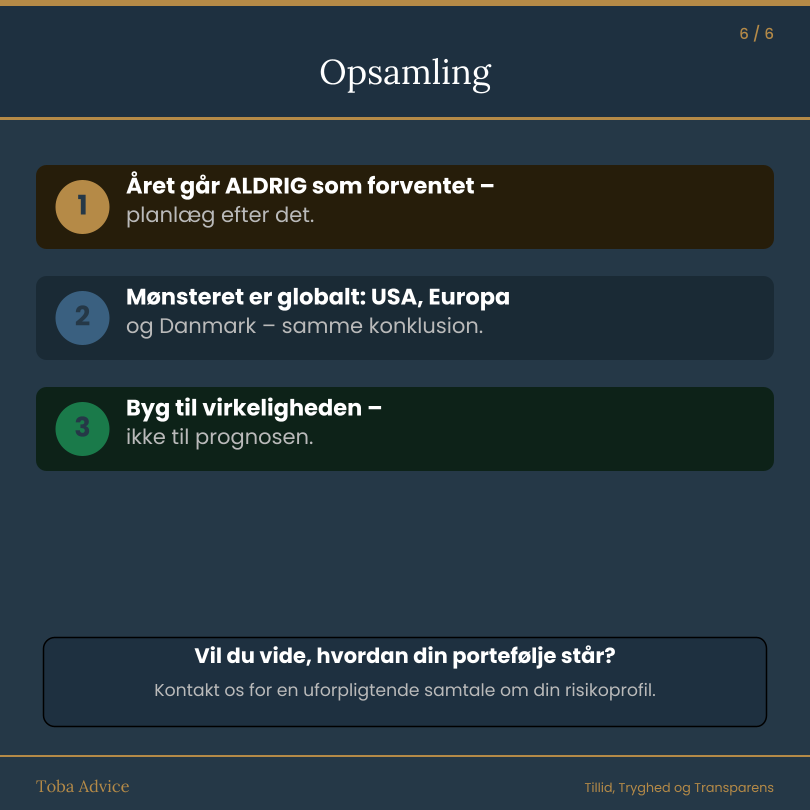 6 / 6
Opsamling
1
Året går ALDRIG som forventet –
planlæg efter det.
2
Mønsteret er globalt: USA, Europa
og Danmark – samme konklusion.
3
Byg til virkeligheden –
ikke til prognosen.
Vil du vide, hvordan din portefølje står?
Kontakt os for en uforpligtende samtale om din risikoprofil.
Toba Advice
Tillid, Tryghed og Transparens